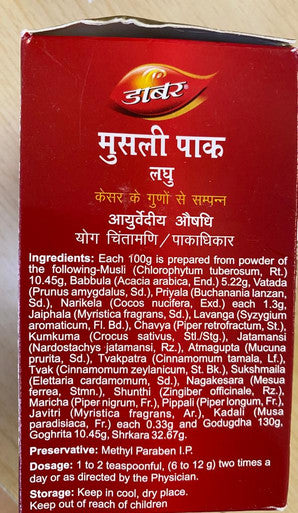 डाबर
मुसली पाक
लघु
केसर के गुणों से सम्पन्न
आयुर्वेदीय औषधि
योग चिंतामणि/पाकाधिकार
Ingredients: Each 100g is prepared from powder of
the following-Musli (Chlorophytum tuberosum, Rt.)
10.45g, Babbula (Acacia arabica, End.) 5.22g, Vatada
(Prunus amygdalus, Sd.), Priyala (Buchanania lanzan,
Sd.), Narikela (Cocos nucifera, Exd.) each 1.3g,
Jaiphala (Myristica fragrans, Sd.), Lavanga (Syzygium
aromaticum, Fl. Bd.), Chavya (Piper retrofractum, St.),
Kumkuma (Crocus sativus, Stl/Stg.), Jatamansi
(Nardostachys jatamansi, Rz.), Atmagupta (Mucuna
prurita, Sd.), Tvakpatra (Cinnamomum tamala, Lf.),
Tvak (Cinnamomum zeylanicum, St. Bk.), Sukshmaila
(Elettaria cardamomum, Sd.), Nagakesara (Mesua
ferrea, Stmn.), Shunthi (Zingiber officinale, Rz.),
Maricha (Piper nigrum, Fr.), Pippali (Piper longum, Fr.),
Javitri (Myristica fragrans, Ar.), Kadali (Musa
paradisiaca, Fr.) each 0.33g and Godugdha 130g,
Goghrita 10.45g, Shrkara 32.67g.
Preservative: Methyl Paraben I.P.
Dosage: 1 to 2 teaspoonful, (6 to 12 g) two times a
day or as directed by the Physician.
Storage: Keep in cool, dry place.
Keep out of reach of children